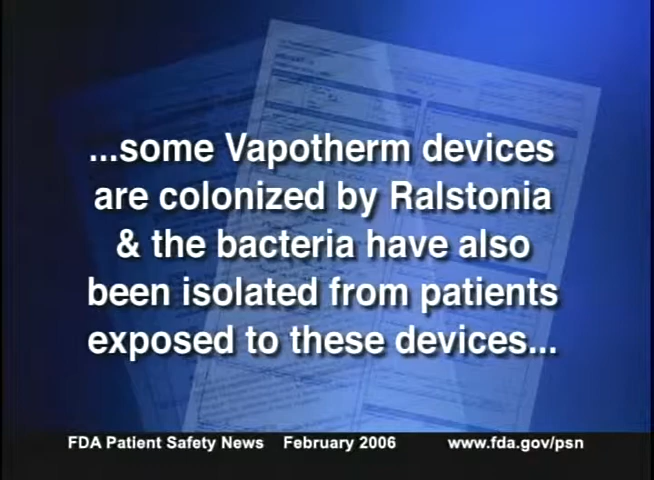 ...some Vapotherm devices
are colonized by Ralstonia
& the bacteria have also
been isolated from patients
exposed to these devices...
FDA Patient Safety News February 2006 www.fda.gov/psn